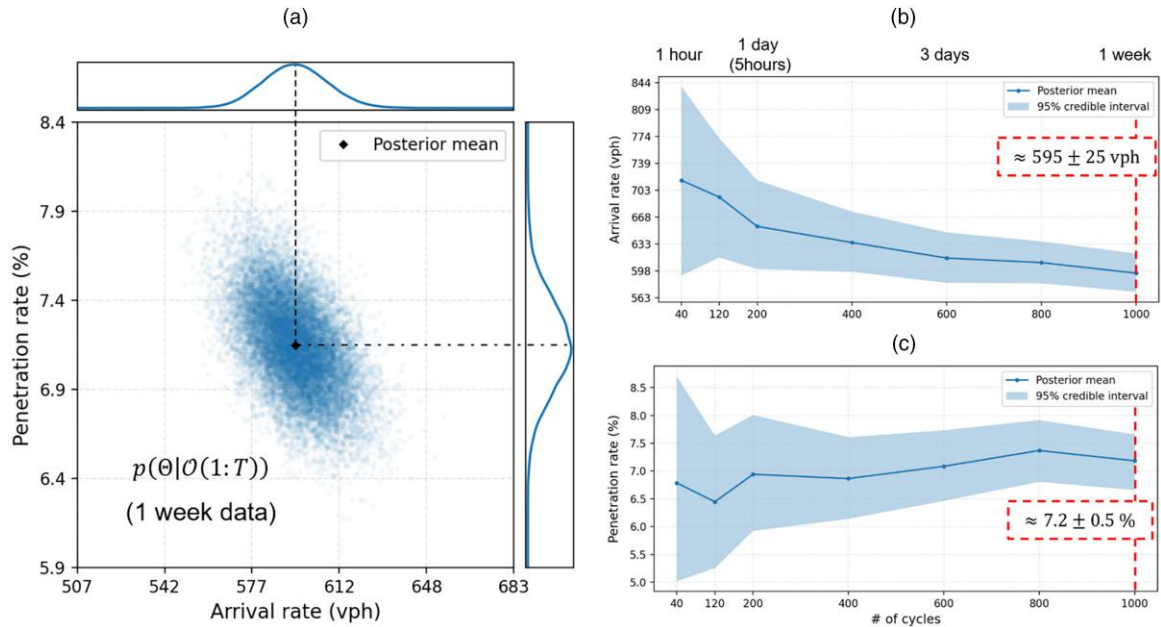 (a)
8.4
7.9
7.4
6.9
6.4
5.9
Penetration rate (%)
Posterior mean
p(Θ|𝒪(1:T))
(1 week data)
507 542 577 612 648 683
Arrival rate (vph)
(b)
1 hour 1 day 3 days 1 week
(5hours)
844
809
774
739
703
668
633
598
563
Arrival rate (vph)
Posterior mean
95% credible interval
≈ 595 ± 25 vph
40 120 200 400 600 800 1000
(c)
8.5
8.0
7.5
7.0
6.5
6.0
5.5
5.0
Penetration rate (%)
Posterior mean
95% credible interval
≈ 7.2 ± 0.5 %
40 120 200 400 600 800 1000
# of cycles